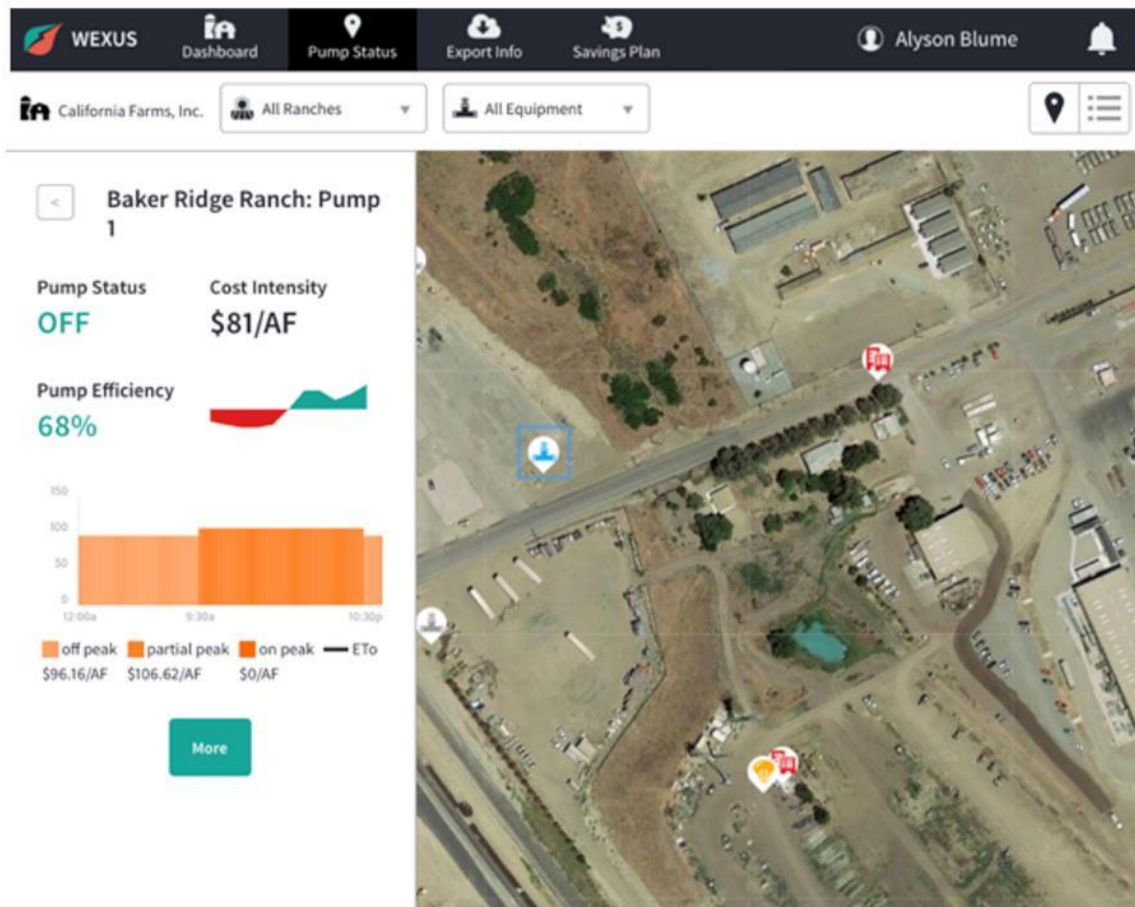 WEXUS
Dashboard
Pump Status
Export Info
Savings Plan
Alyson Blume
California Farms, Inc.
All Ranches
All Equipment
<
Baker Ridge Ranch: Pump
1
Pump Status
Cost Intensity
OFF
$81/AF
Pump Efficiency
68%
150
100
50
0
12:00a 9:30a 10:30p
off peak partial peak on peak ETo
$96.16/AF $106.62/AF $0/AF
More